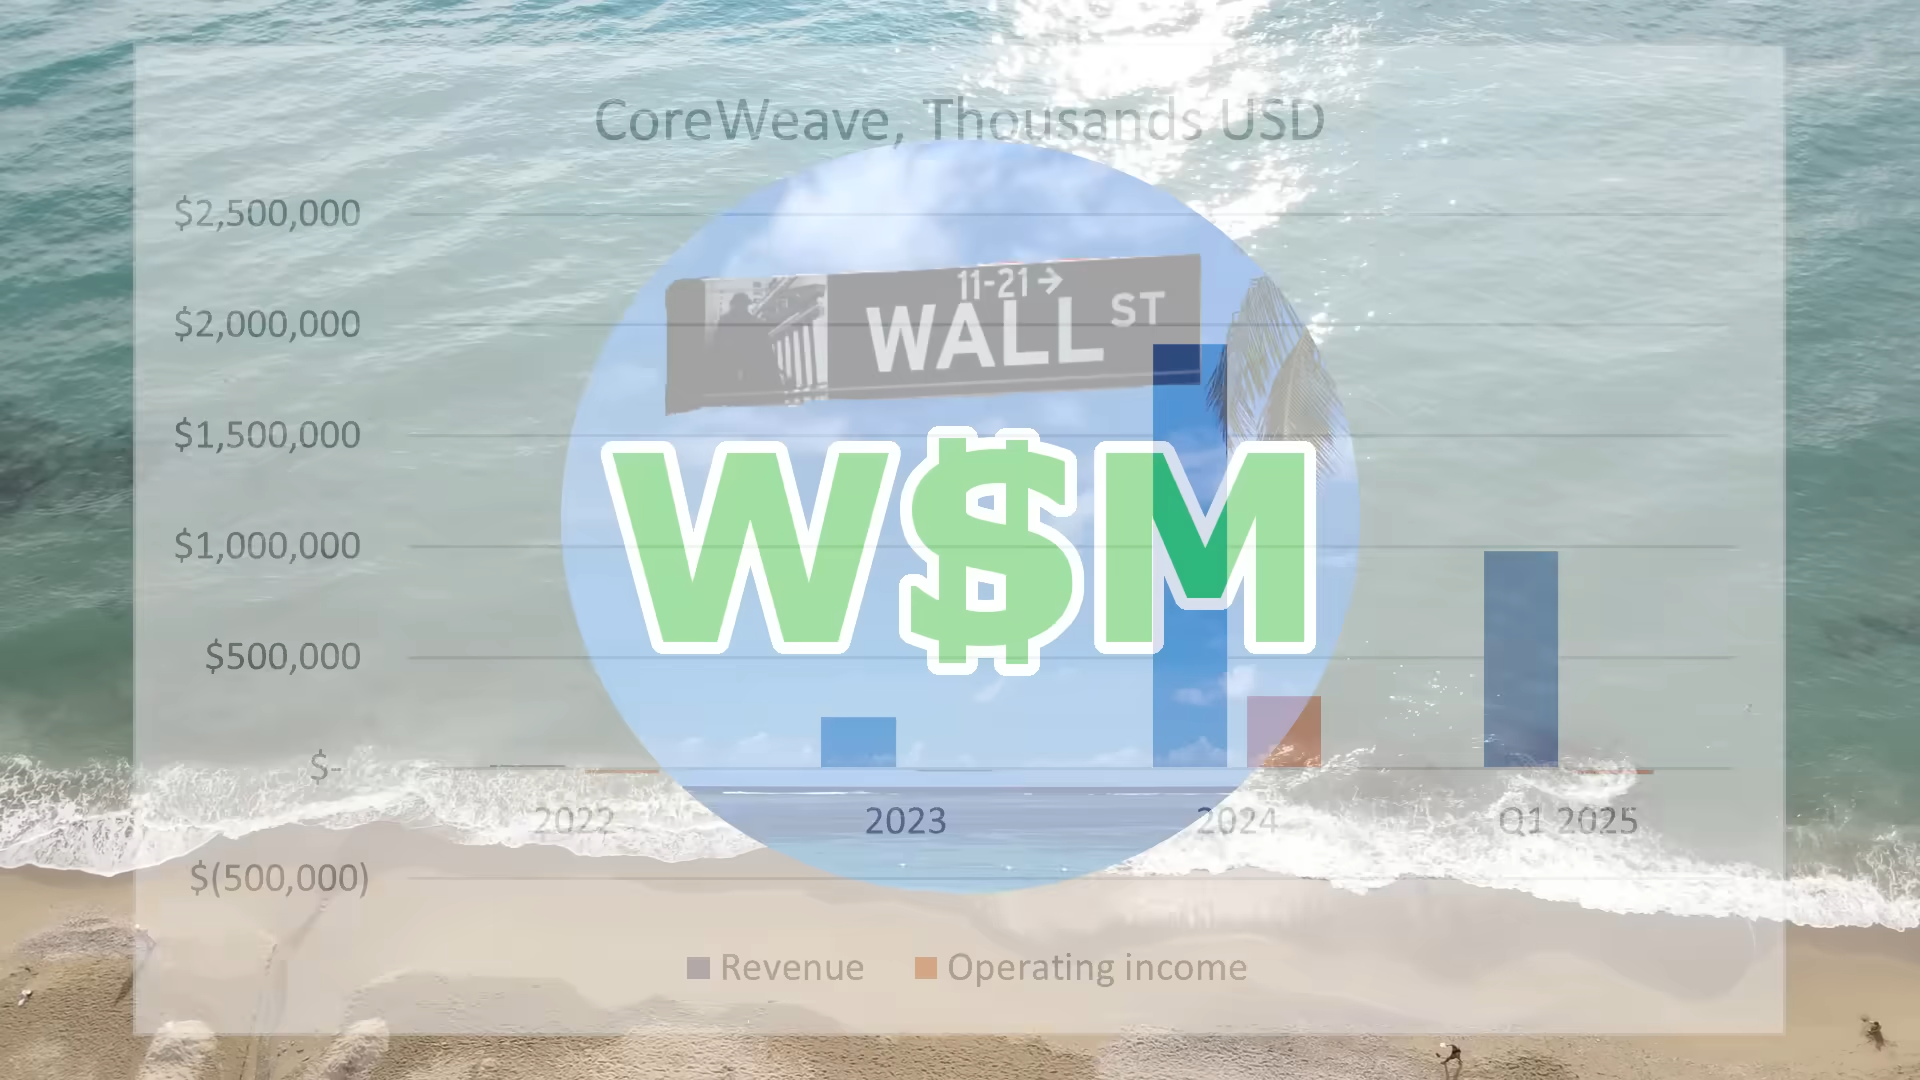 CoreWeave, Thousands USD
$2,500,000
11-21→
WALL ST
$2,000,000
$1,500,000
W$M
$1,000,000
$500,000
$-
2022 2023 2024 Q1 2025
$(500,000)
Revenue Operating income